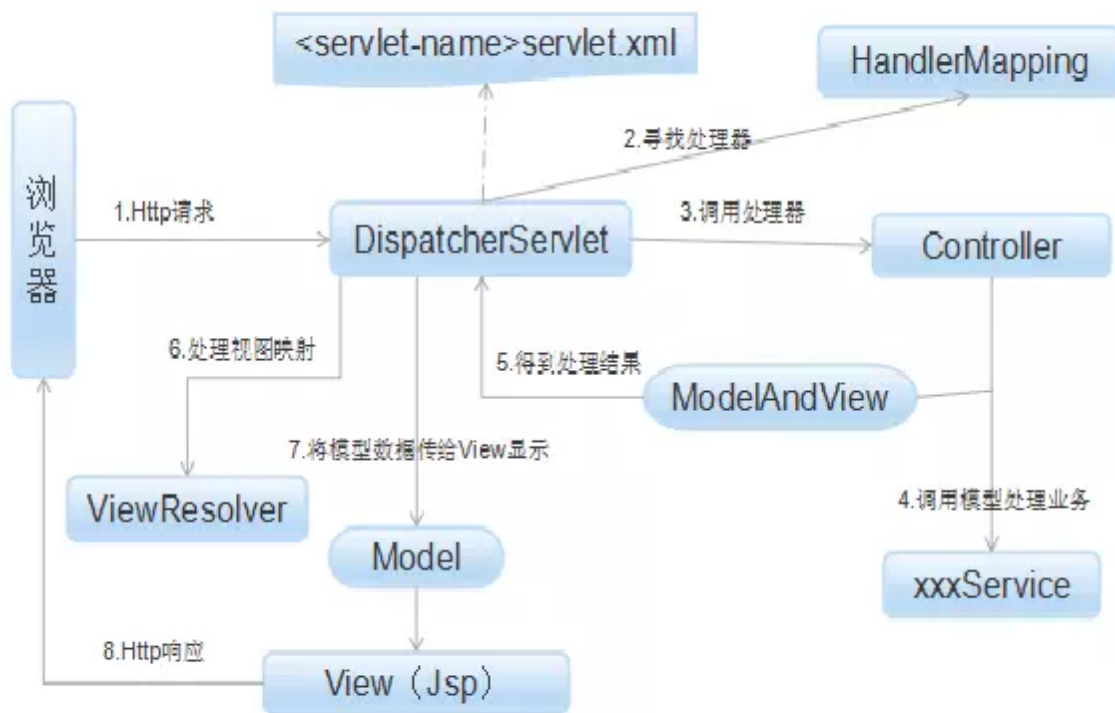 <servlet-name>servlet.xml
HandlerMapping
2.寻找处理器
浏览器
1.Http请求
3.调用处理器
DispatcherServlet
Controller
6.处理视图映射
5.得到处理结果
ModelAndView
7.将模型数据传给View显示
ViewResolver
4.调用模型处理业务
Model
xxxService
8.Http响应
View（Jsp）